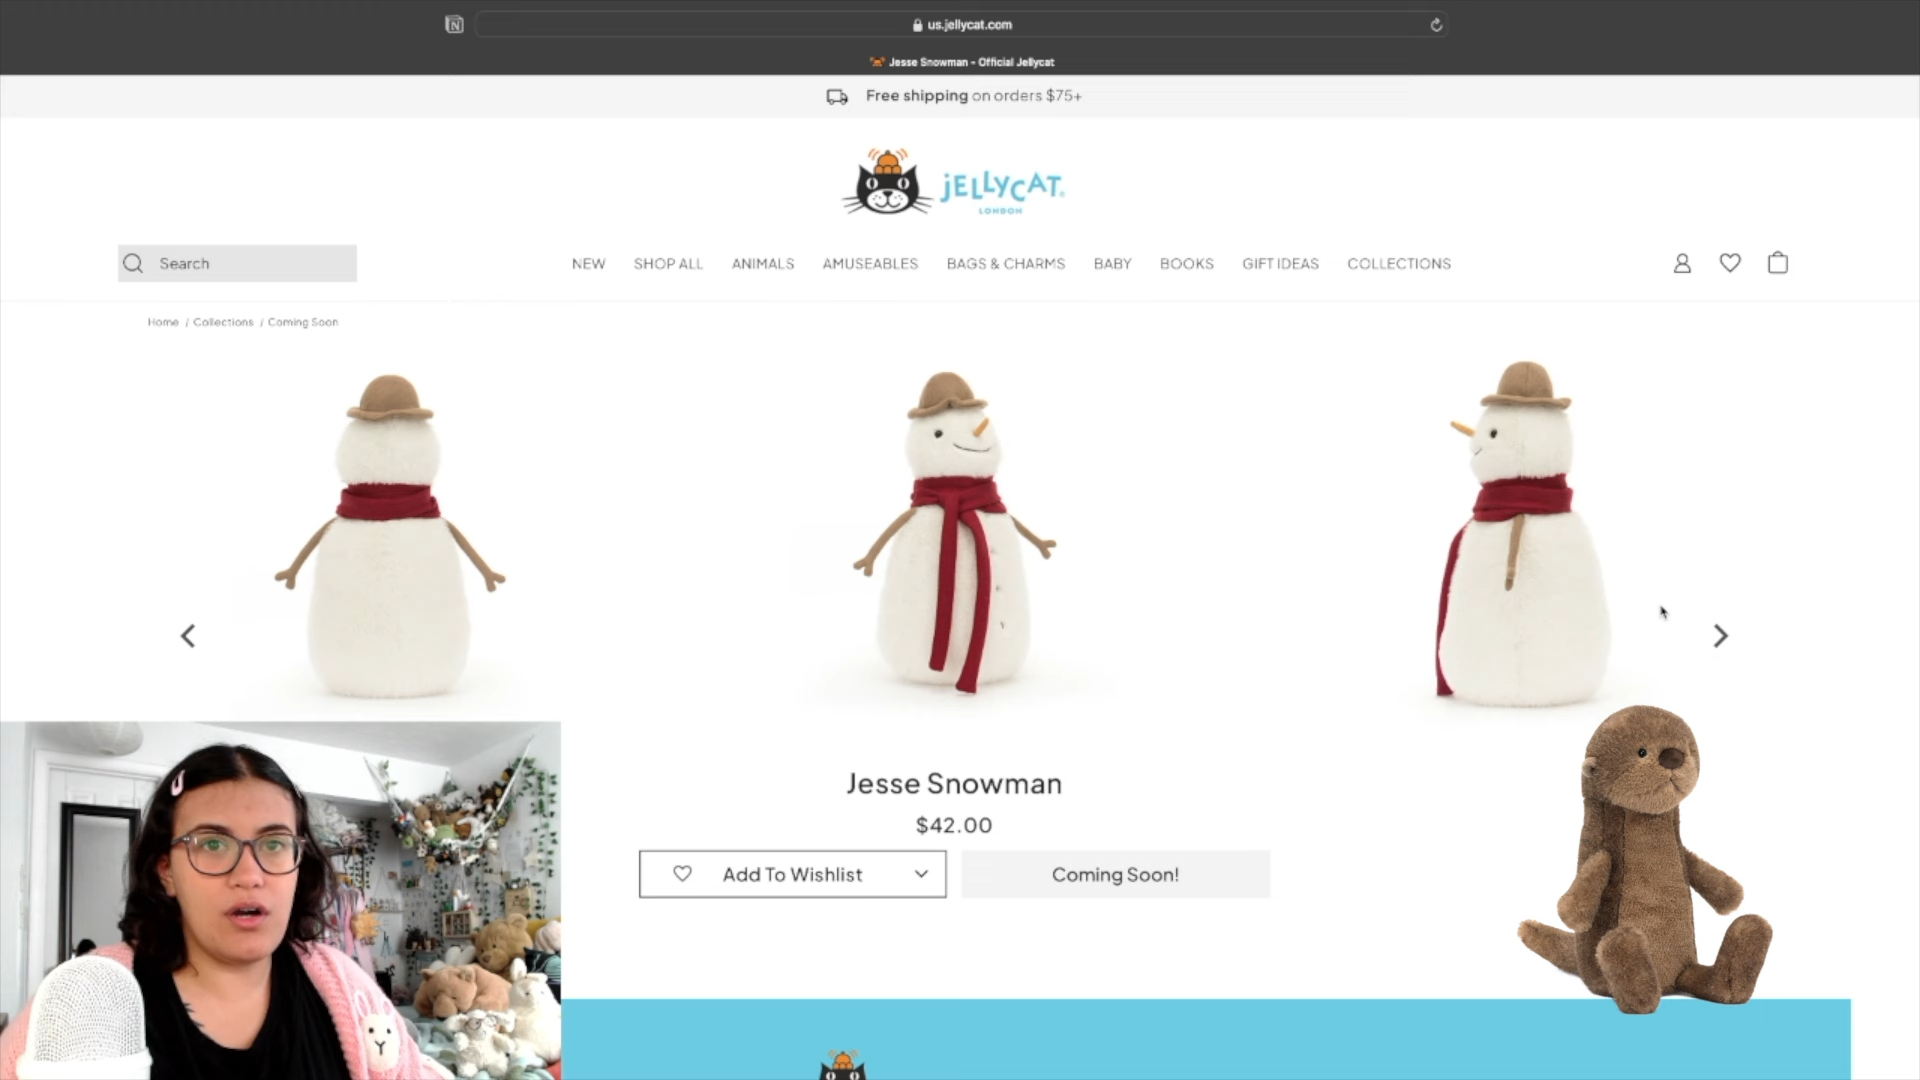 us.jellycat.com
Jesse Snowman - Official Jellycat
Free shipping on orders $75+
JELLYCAT
LONDON
Search
NEW SHOP ALL ANIMALS AMUSEABLES BAGS & CHARMS BABY BOOKS GIFT IDEAS COLLECTIONS
Home / Collections / Coming Soon
Jesse Snowman
$42.00
Add To Wishlist
Coming Soon!